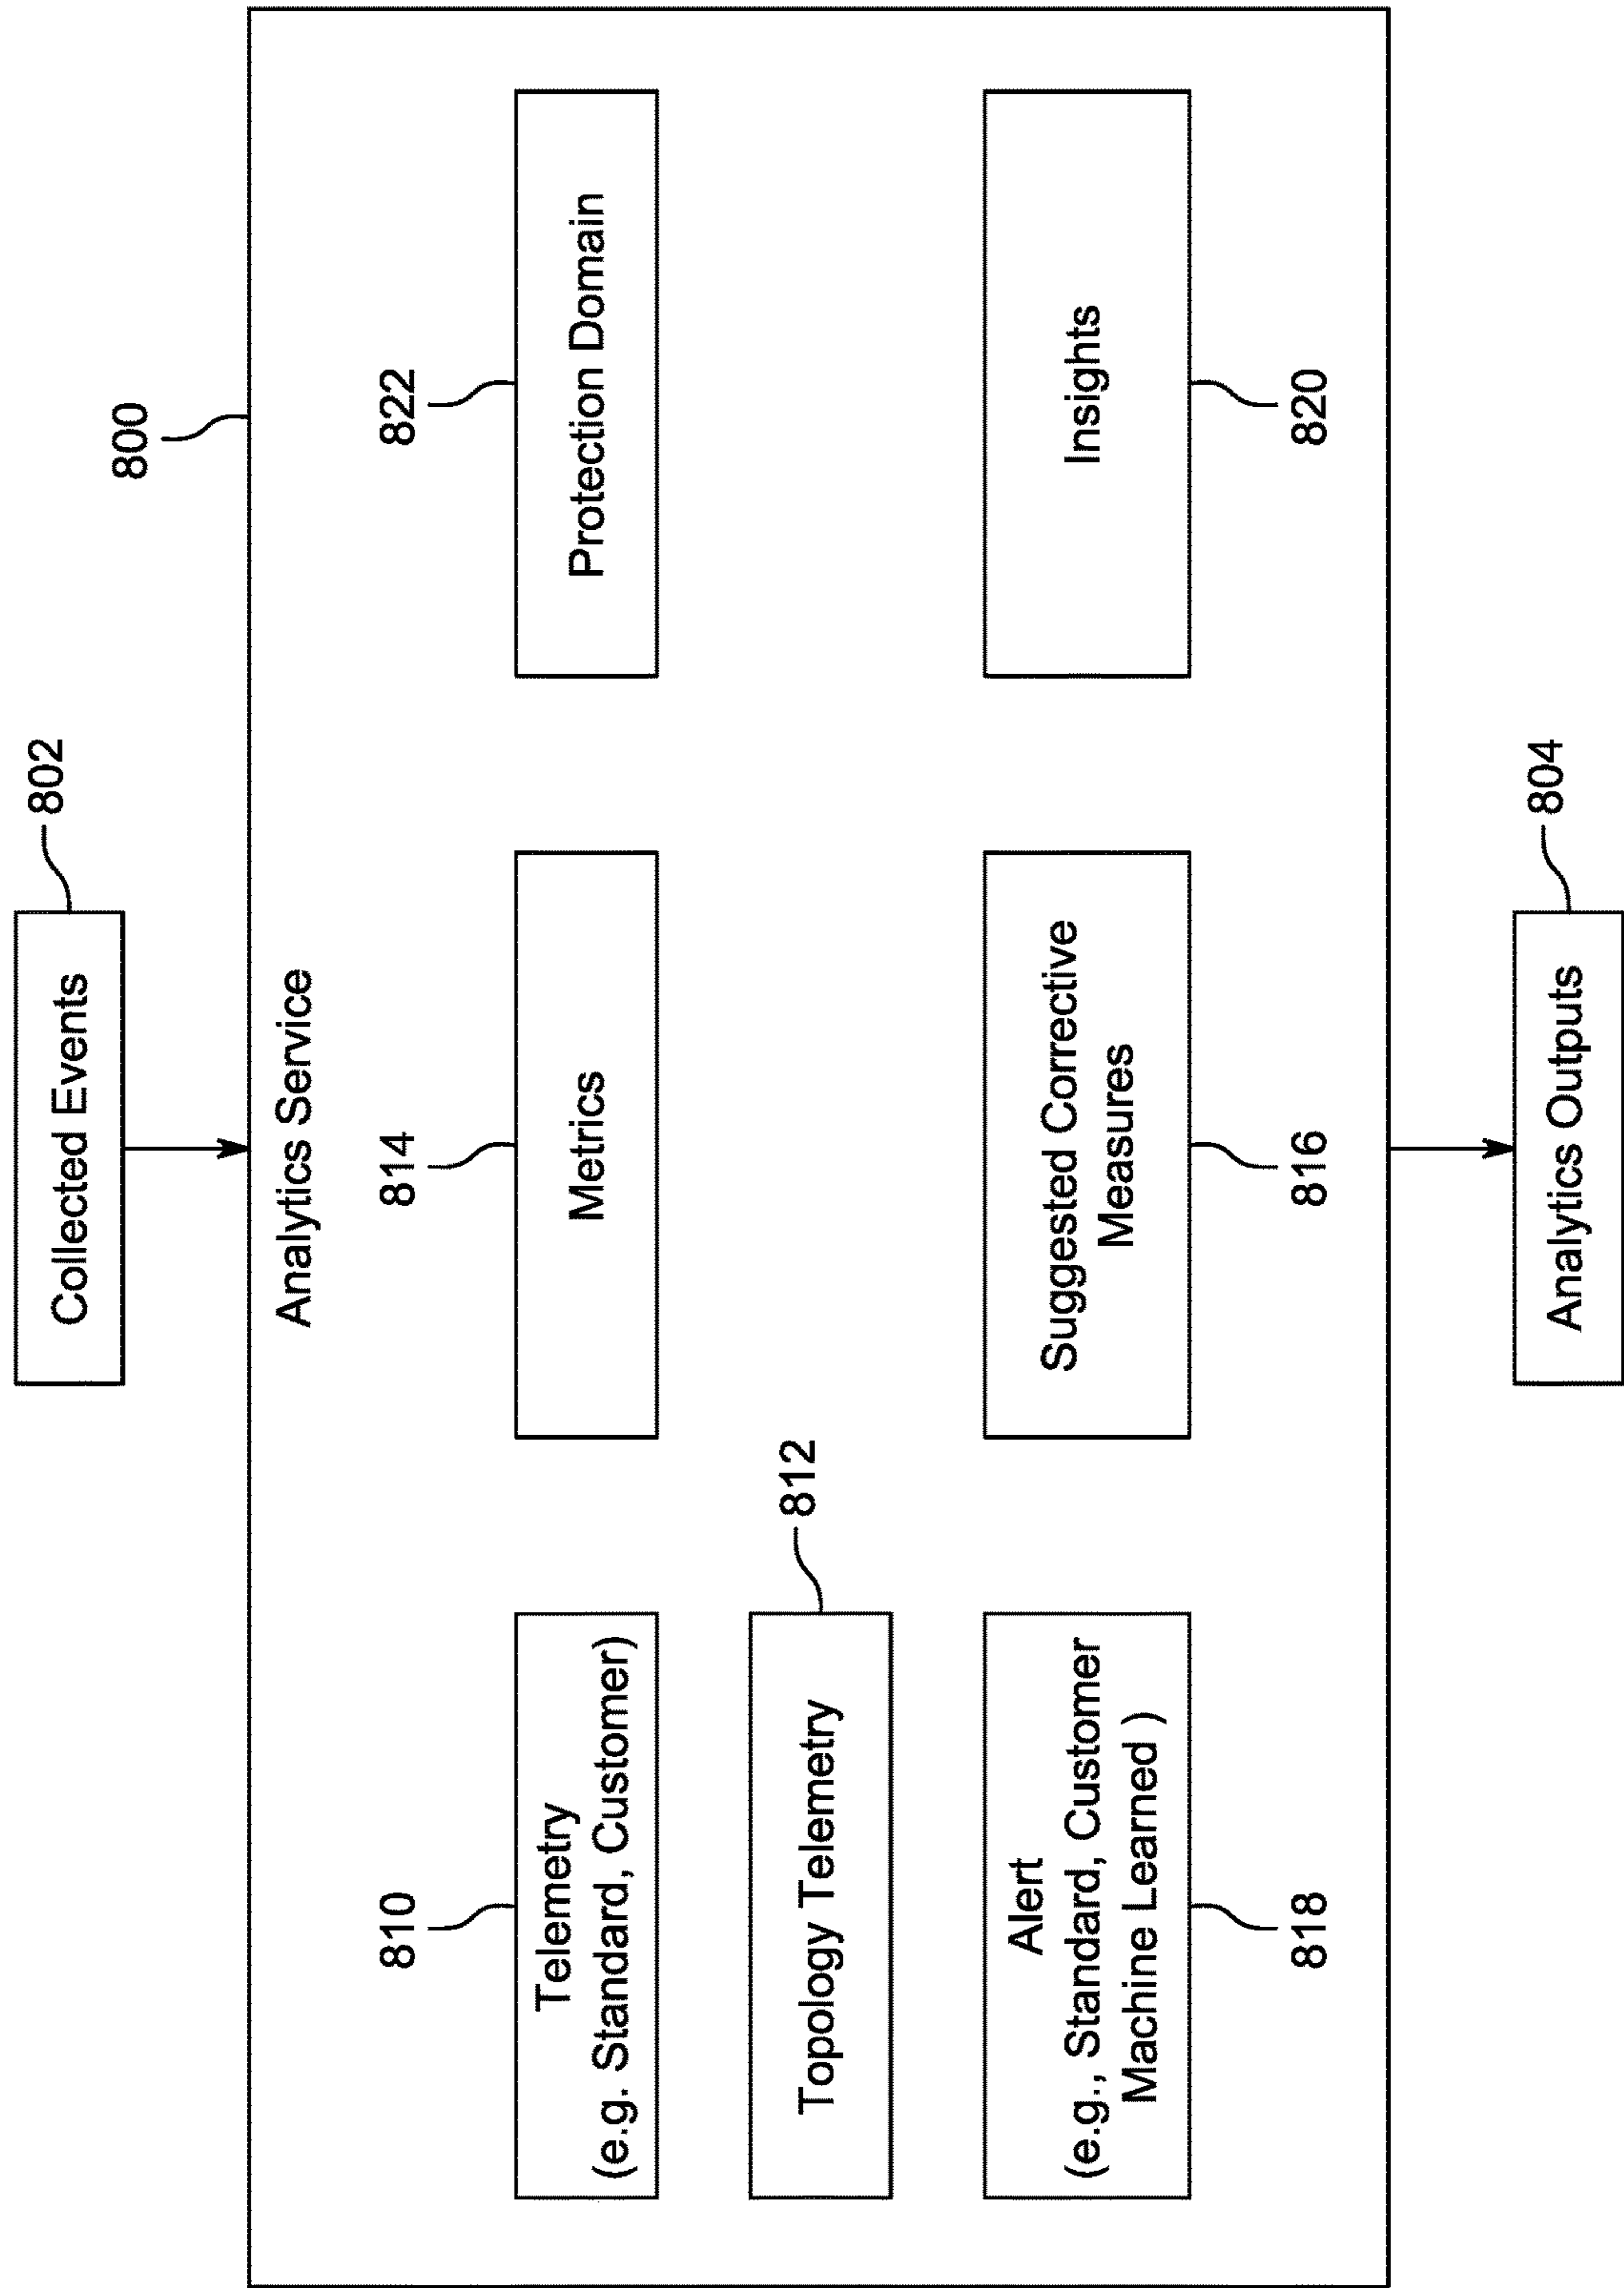 Collected Events
802
800
Analytics Service
810
Telemetry
(e.g. Standard, Customer)
814
Metrics
822
Protection Domain
812
Topology Telemetry
Alert
(e.g., Standard, Customer
Machine Learned )
818
Suggested Corrective
Measures
816
Insights
820
Analytics Outputs
804